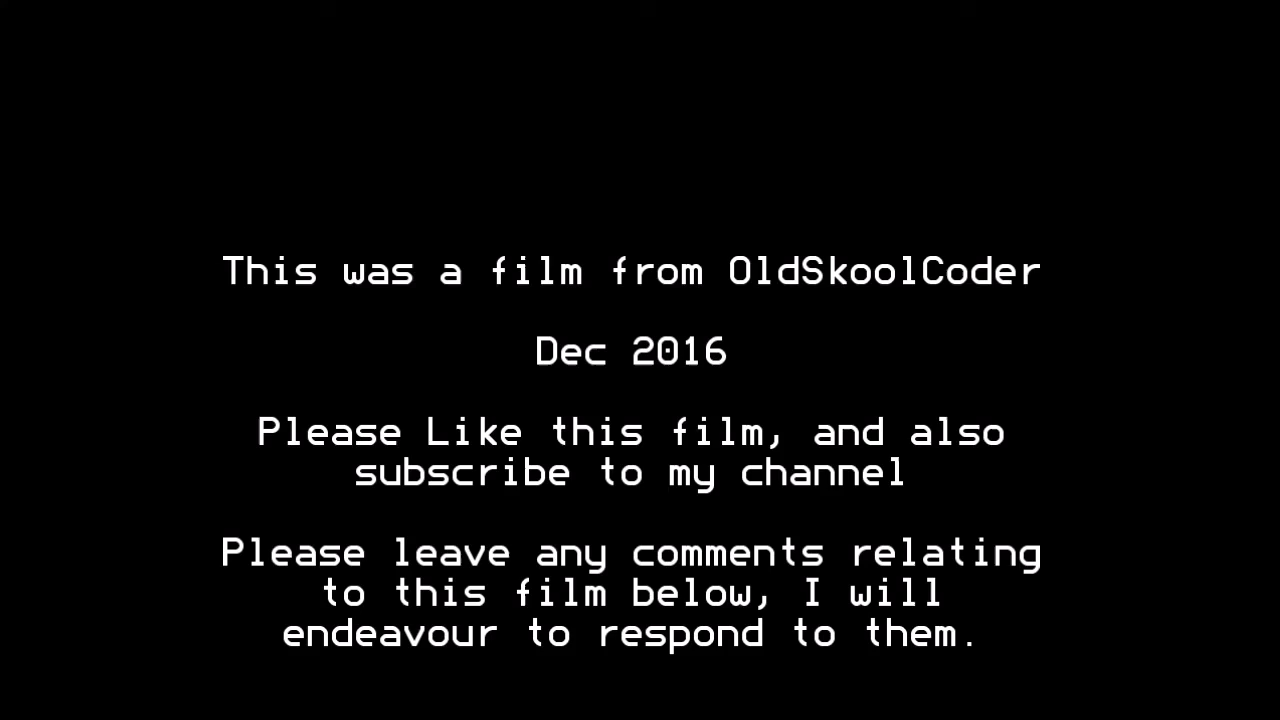 This was a film from OldSkoolCoder
Dec 2016
Please Like this film, and also
subscribe to my channel
Please leave any comments relating
to this film below, I will
endeavour to respond to them.